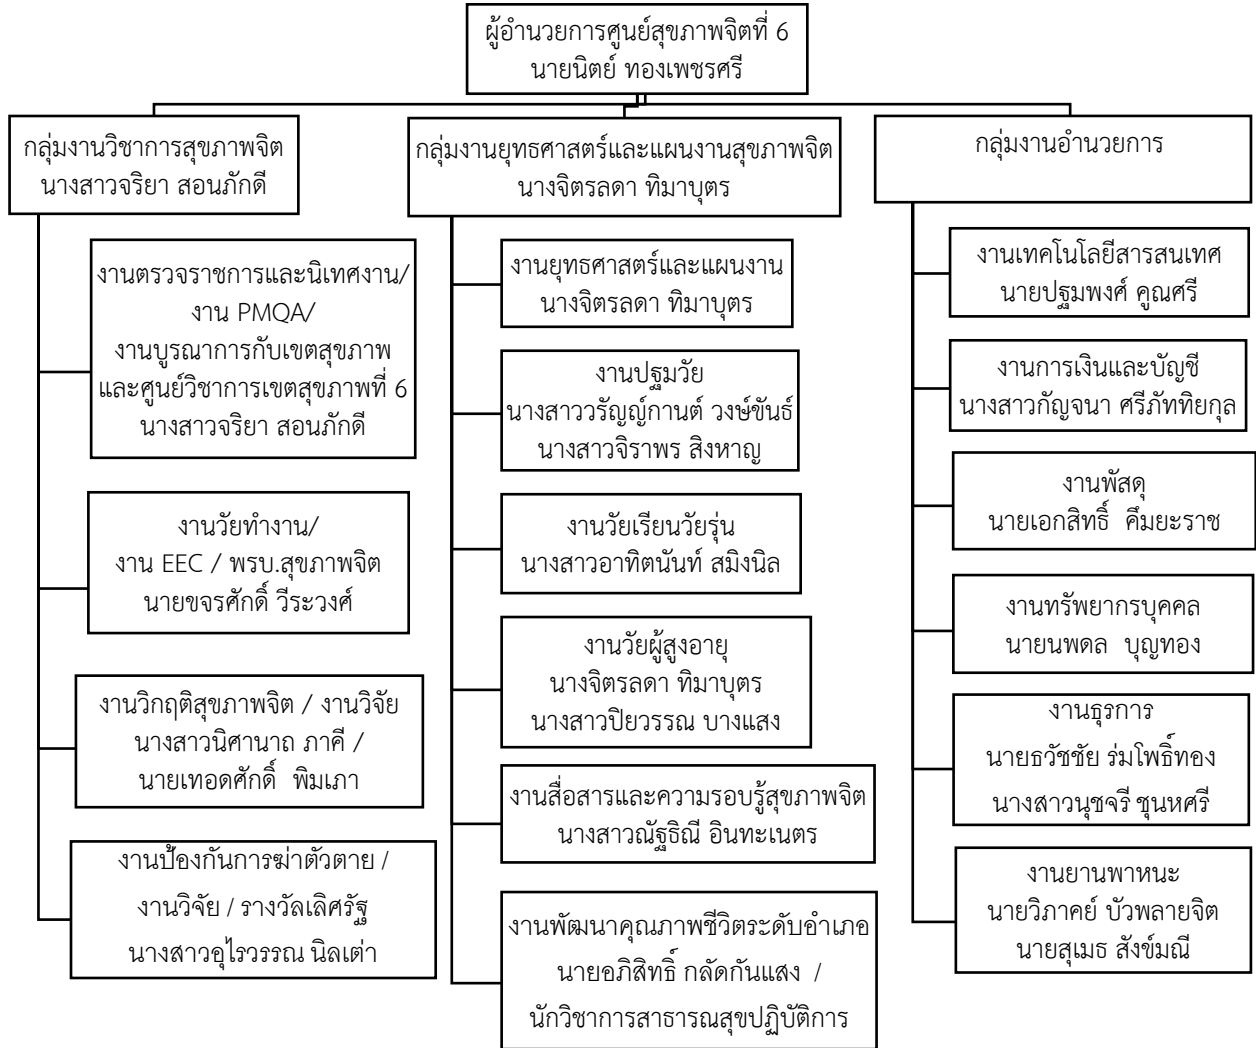 ผู้อำนวยการศูนย์สุขภาพจิตที่ 6
นายนิตย์ ทองเพชรศรี
กลุ่มงานวิชาการสุขภาพจิต
นางสาวจริยา สอนภักดี
งานตรวจราชการและนิเทศงาน/
งาน PMQA/
งานบูรณาการกับเขตสุขภาพ
และศูนย์วิชาการเขตสุขภาพที่ 6
นางสาวจริยา สอนภักดี
งานวัยทำงาน/
งาน EEC / พรบ.สุขภาพจิต
นายขจรศักดิ์ วีระวงศ์
งานวิกฤติสุขภาพจิต / งานวิจัย
นางสาวนิศานาถ ภาคี /
นายเทอดศักดิ์ พิมเภา
งานป้องกันการฆ่าตัวตาย /
งานวิจัย / รางวัลเลิศรัฐ
นางสาวอุไรวรรณ นิลเต่า
กลุ่มงานยุทธศาสตร์และแผนงานสุขภาพจิต
นางจิตรลดา ทิมาบุตร
งานยุทธศาสตร์และแผนงาน
นางจิตรลดา ทิมาบุตร
งานปฐมวัย
นางสาววรัญญ์กานต์ วงษ์ขันธ์
นางสาวจิราพร สิงหาญ
งานวัยเรียนวัยรุ่น
นางสาวอาทิตนันท์ สมิงนิล
งานวัยผู้สูงอายุ
นางจิตรลดา ทิมาบุตร
นางสาวปิยวรรณ บางแสง
งานสื่อสารและความรอบรู้สุขภาพจิต
นางสาวณัฐธิณี อินทะเนตร
งานพัฒนาคุณภาพชีวิตระดับอำเภอ
นายอภิสิทธิ์ กลัดกันแสง /
นักวิชาการสาธารณสุขปฏิบัติการ
กลุ่มงานอำนวยการ
งานเทคโนโลยีสารสนเทศ
นายปฐมพงศ์ คูณศรี
งานการเงินและบัญชี
นางสาวกัญจนา ศรีภัททิยกุล
งานพัสดุ
นายเอกสิทธิ์ คึมยะราช
งานทรัพยากรบุคคล
นายนพดล บุญทอง
งานธุรการ
นายธวัชชัย ร่มโพธิ์ทอง
นางสาวนุชจรี ชุนหศรี
งานยานพาหนะ
นายวิภาคย์ บัวพลายจิต
นายสุเมธ สังข์มณี